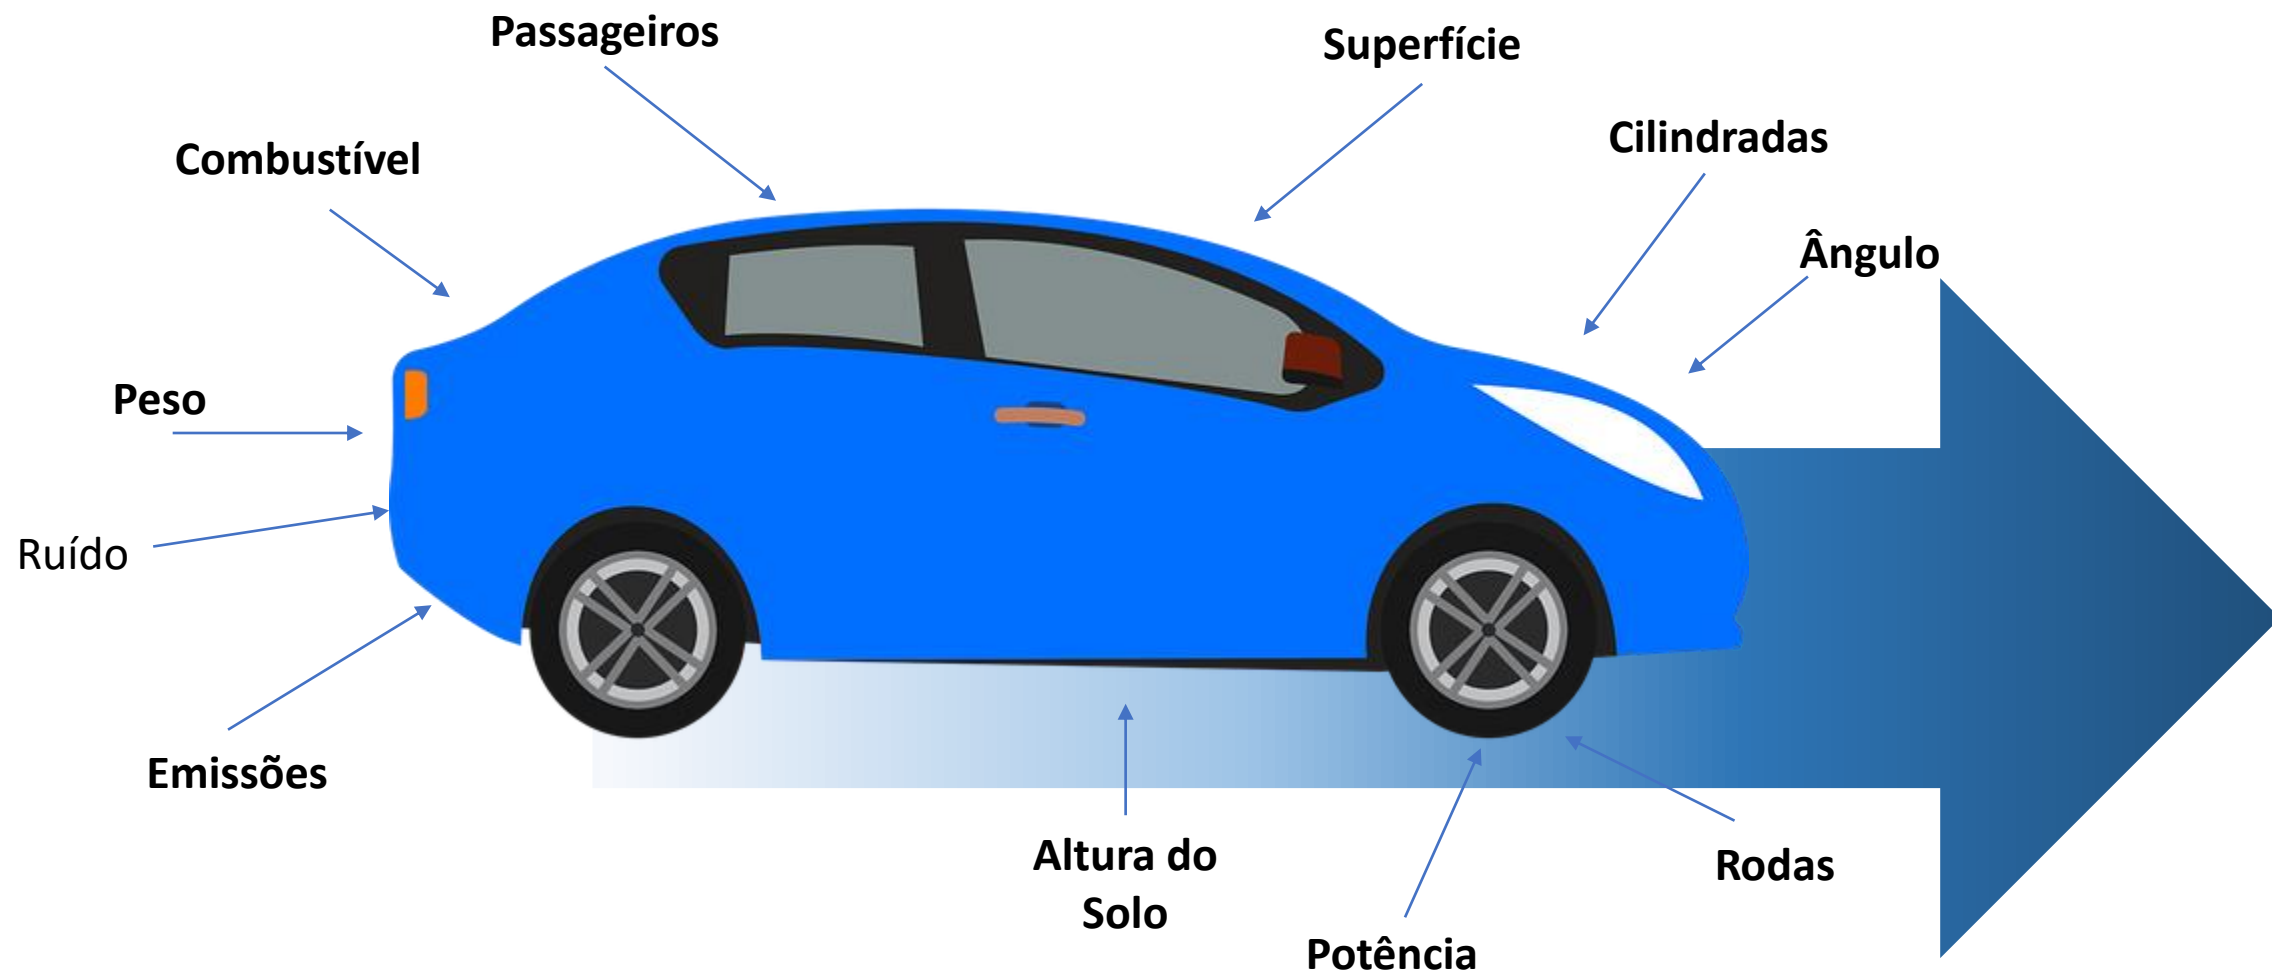 Passageiros
Superfície
Cilindradas
Combustível
Ângulo
Peso
Ruído
Emissões
Altura do
Solo
Rodas
Potência